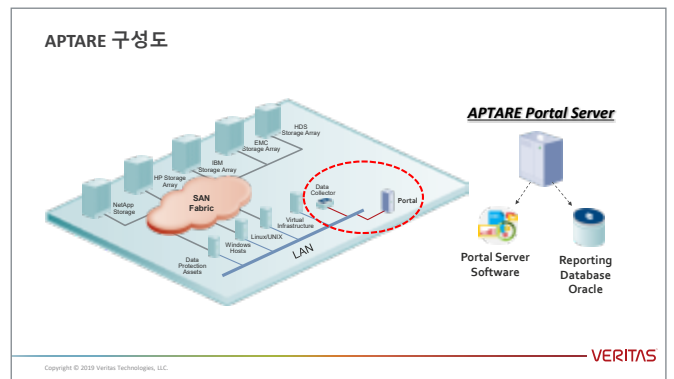 APTARE 구성도
HDS
Storage Array
EMC
Storage Array
IBM
Storage Array
HP Storage
Array
NetApp
Storage
SAN
Fabric
Data
Collector
Portal
Virtual
Infrastructure
Linux/UNIX
Windows
Hosts
Data
Protection
Assets
LAN
APTARE Portal Server
Portal Server
Software
Reporting
Database
Oracle
Copyright © 2019 Veritas Technologies, LLC.
VERITAS